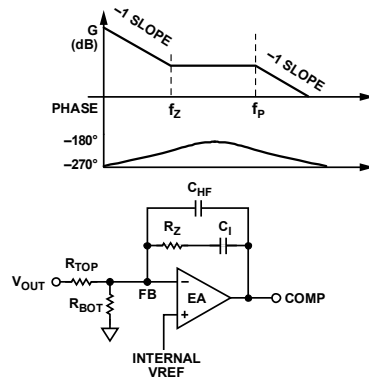 G
(dB)
–1 SLOPE
–1 SLOPE
PHASE
fZ
fP
–180°
–270°
CHF
RZ
CI
RTOP
VOUT
RBOT
FB
–
EA
+
COMP
INTERNAL
VREF